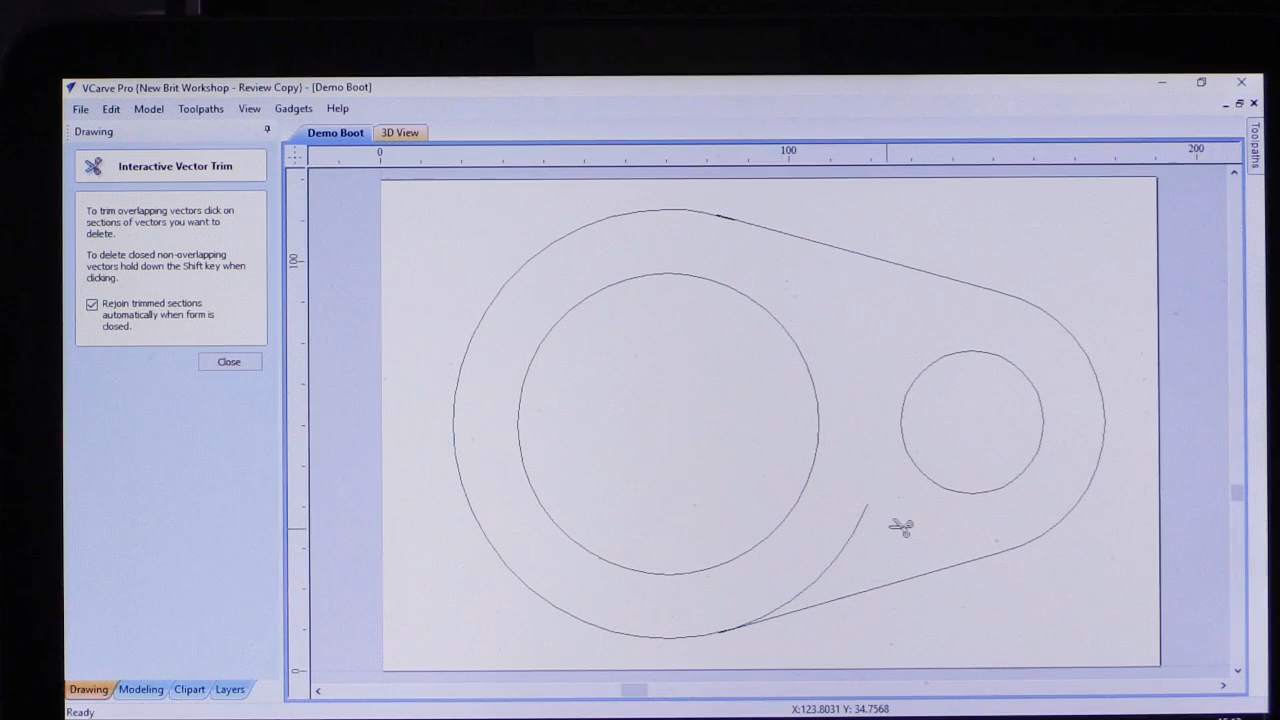 VCarve Pro {New Brit Workshop - Review Copy} - [Demo Boot]
File Edit Model Toolpaths View Gadgets Help
Drawing
Demo Boot 3D View
Toolpaths
Interactive Vector Trim
0 100 200
To trim overlapping vectors click on
sections of vectors you want to
delete.
To delete closed non-overlapping
vectors hold down the Shift key when
clicking.
Rejoin trimmed sections
automatically when form is
closed.
Close
100
0
Drawing Modeling Clipart Layers
Ready
X:123.8031 Y: 34.7568